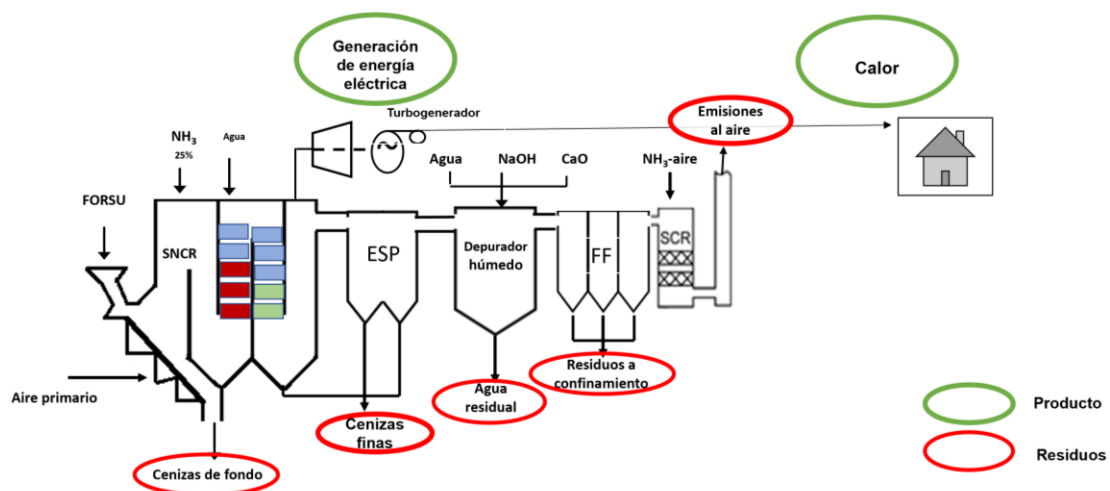 Generación
de energía
eléctrica
Calor
Turbogenerador
Emisiones
al aire
NH₃
25%
Agua
Agua
NaOH
CaO
NH₃-aire
FORSU
SNCR
ESP
Depurador
húmedo
FF
SCR
Aire primario
Cenizas de fondo
Cenizas
finas
Agua
residual
Residuos a
confinamiento
Producto
Residuos